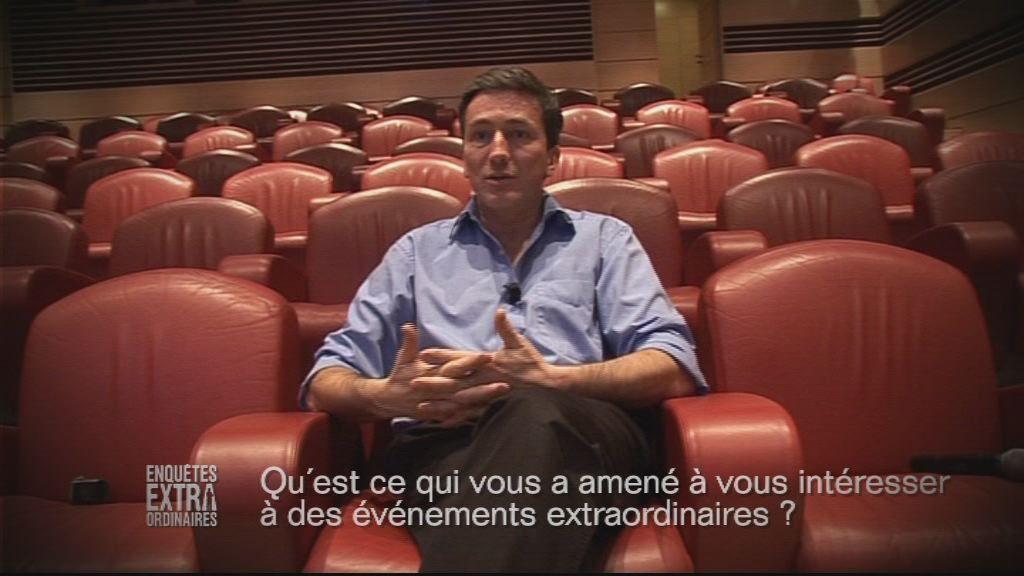 ENQUÊTES
EXTRA
ORDINAIRES
Qu'est ce qui vous a amené à vous intéresser
à des événements extraordinaires ?